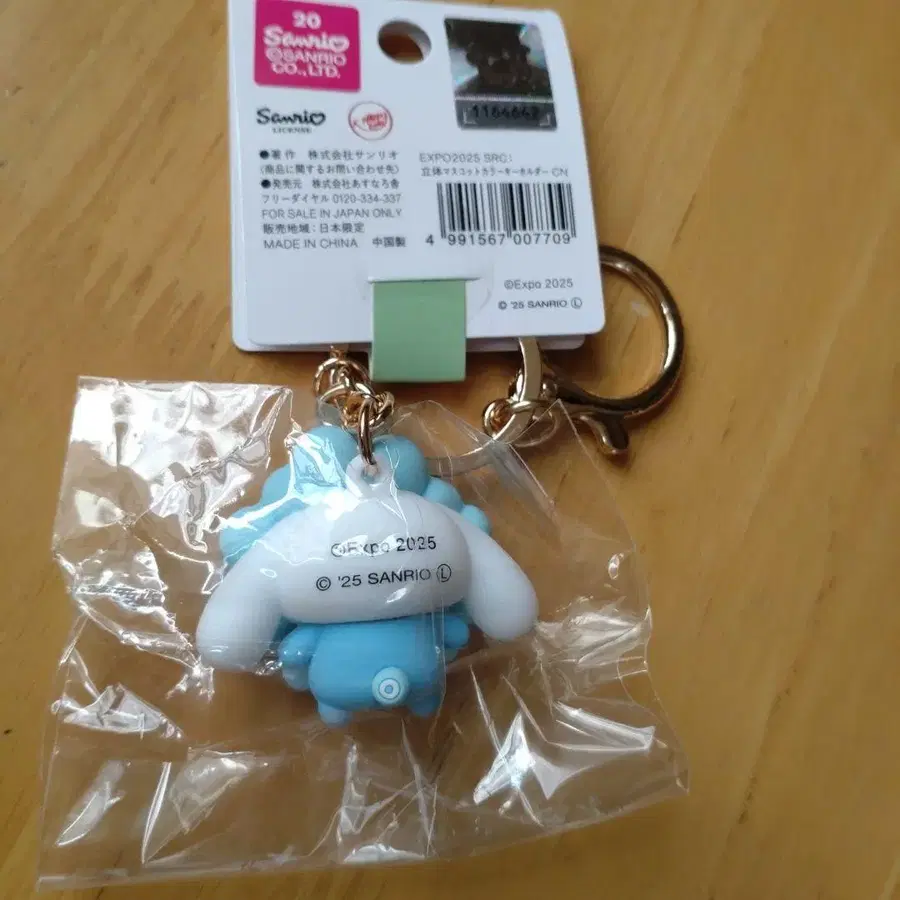 20
Sanrio
©SANRIO
CO.,LTD.
1164642
Sanrio
LICENSE
●著作 株式会社サンリオ
(商品に関するお問い合わせ先)
●発売元 株式会社あすなろ舎
フリーダイヤル 0120-334-337
FOR SALE IN JAPAN ONLY
販売地域:日本限定
MADE IN CHINA 中国製
EXPO2025 SRC
立体マスコットカラーキーホルダー CN
4 991567 007709
©Expo 2025
© '25 SANRIO Ⓛ
©Expo 2025
© '25 SANRIO Ⓛ